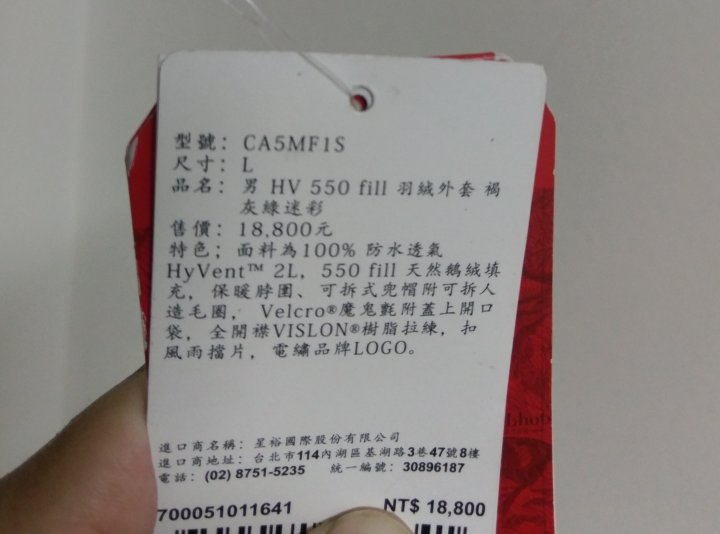 型號：CA5MF1S
尺寸：L
品名：男 HV 550 fill 羽絨外套 褐
灰綠迷彩
售價：18,800元
特色；面料為100% 防水透氣
HyVent™ 2L，550 fill 天然鵝絨填
充，保暖脖圍、可拆式兜帽附可拆人
造毛圈，Velcro®魔鬼氈附蓋上開口
袋，全開襟VISLON®樹脂拉練，扣
風雨擋片，電繡品牌LOGO。
進口商名稱：星裕國際股份有限公司
進口商地址：台北市114內湖區基湖路3巷47號8樓
電話：(02) 8751-5235 統一編號：30896187
700051011641 NT$ 18,800